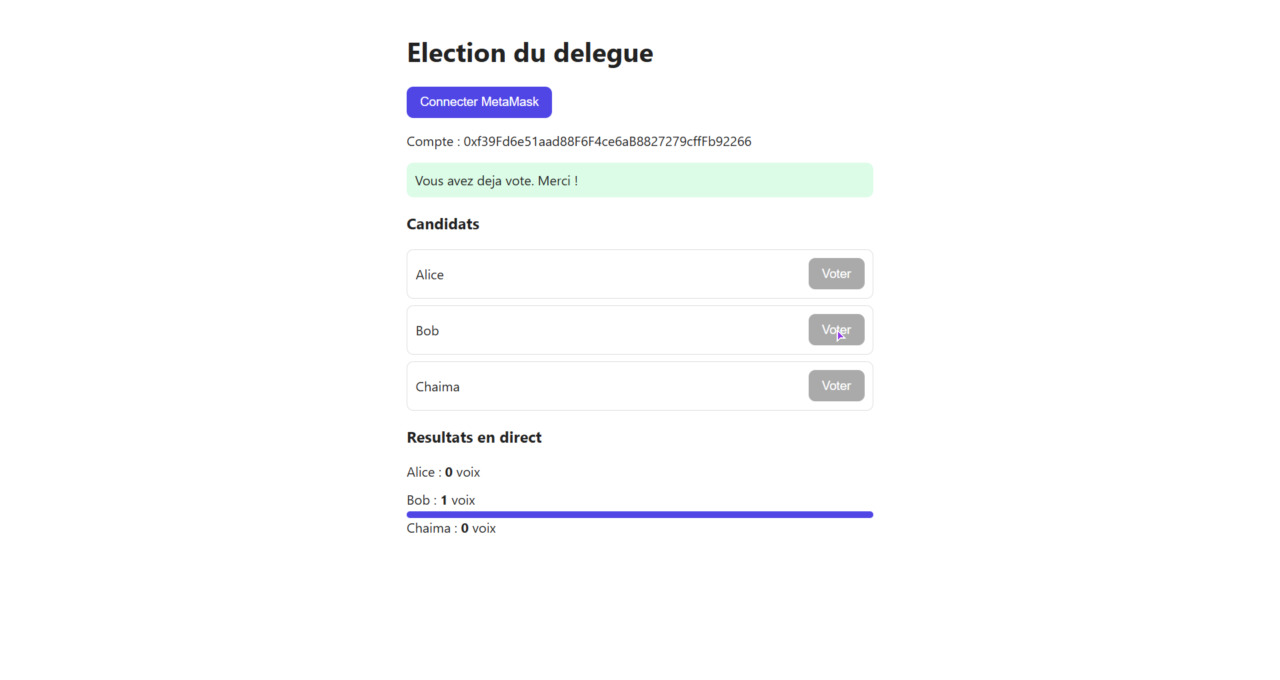 Election du delegue
Connecter MetaMask
Compte : 0xf39Fd6e51aad88F6F4ce6aB8827279cffFb92266
Vous avez deja vote. Merci !
Candidats
Alice Voter
Bob Voter
Chaima Voter
Resultats en direct
Alice : 0 voix
Bob : 1 voix
Chaima : 0 voix